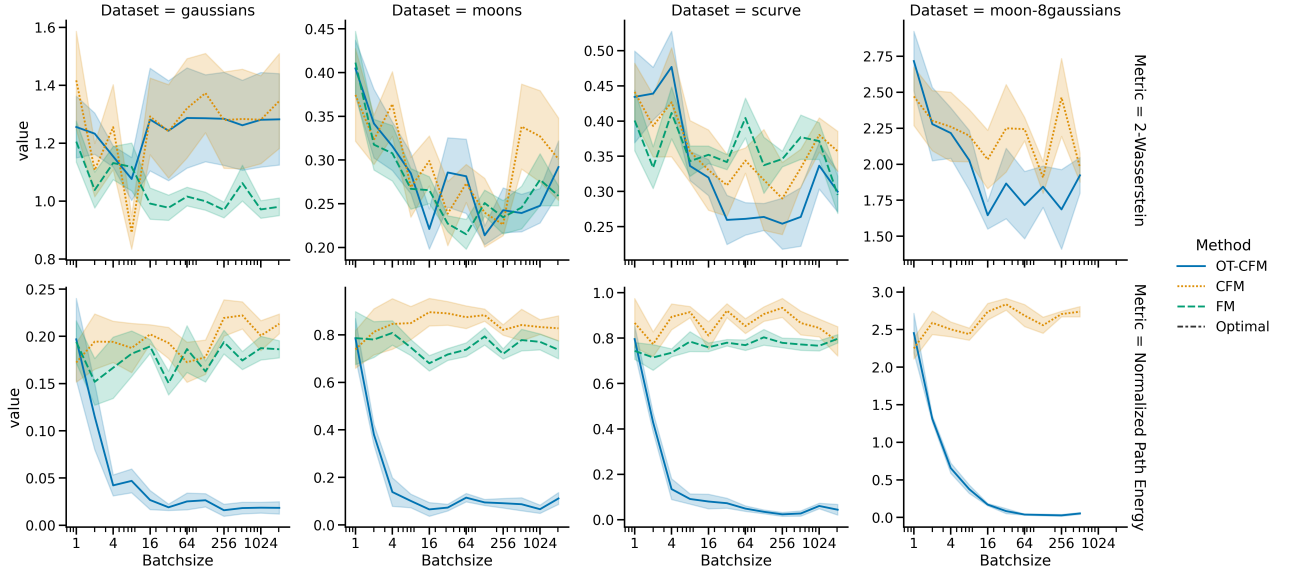 Dataset = gaussians
Dataset = moons
Dataset = scurve
Dataset = moon-8gaussians
1.6
1.4
1.2
1.0
0.8
value
0.45
0.40
0.35
0.30
0.25
0.20
0.50
0.45
0.40
0.35
0.30
0.25
2.75
2.50
2.25
2.00
1.75
1.50
Metric = 2-Wasserstein
Method
OT-CFM
CFM
FM
Optimal
0.25
0.20
0.15
0.10
0.05
0.00
value
0.8
0.6
0.4
0.2
0.0
1.0
0.8
0.6
0.4
0.2
0.0
3.0
2.5
2.0
1.5
1.0
0.5
0.0
Metric = Normalized Path Energy
1 4 16 64 256 1024
Batchsize
1 4 16 64 256 1024
Batchsize
1 4 16 64 256 1024
Batchsize
1 4 16 64 256 1024
Batchsize